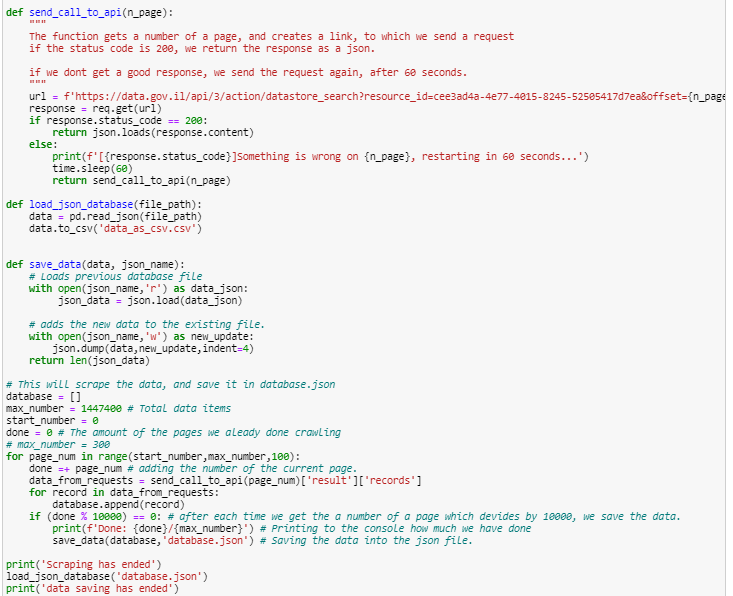 def send_call_to_api(n_page):
    """
    The function gets a number of a page, and creates a link, to which we send a request
    if the status code is 200, we return the response as a json.

    if we dont get a good response, we send the request again, after 60 seconds.
    """
    url = f'https://data.gov.il/api/3/action/datastore_search?resource_id=cee3ad4a-4e77-4015-8245-52505417d7ea&offset={n_page
    response = req.get(url)
    if response.status_code == 200:
        return json.loads(response.content)
    else:
        print(f'[{response.status_code}]Something is wrong on {n_page}, restarting in 60 seconds...')
        time.sleep(60)
        return send_call_to_api(n_page)

def load_json_database(file_path):
    data = pd.read_json(file_path)
    data.to_csv('data_as_csv.csv')


def save_data(data, json_name):
    # Loads previous database file
    with open(json_name,'r') as data_json:
         json_data = json.load(data_json)

    # adds the new data to the existing file.
    with open(json_name,'w') as new_update:
        json.dump(data,new_update,indent=4)
    return len(json_data)

# This will scrape the data, and save it in database.json
database = []
max_number = 1447400 # Total data items
start_number = 0
done = 0 # The amount of the pages we aleady done crawling
# max_number = 300
for page_num in range(start_number,max_number,100):
    done =+ page_num # adding the number of the current page.
    data_from_requests = send_call_to_api(page_num)['result']['records']
    for record in data_from_requests:
        database.append(record)
    if (done % 10000) == 0: # after each time we get the a number of a page which devides by 10000, we save the data.
        print(f'Done: {done}/{max_number}') # Printing to the console how much we have done
        save_data(database,'database.json') # Saving the data into the json file.

print('Scraping has ended')
load_json_database('database.json')
print('data saving has ended')